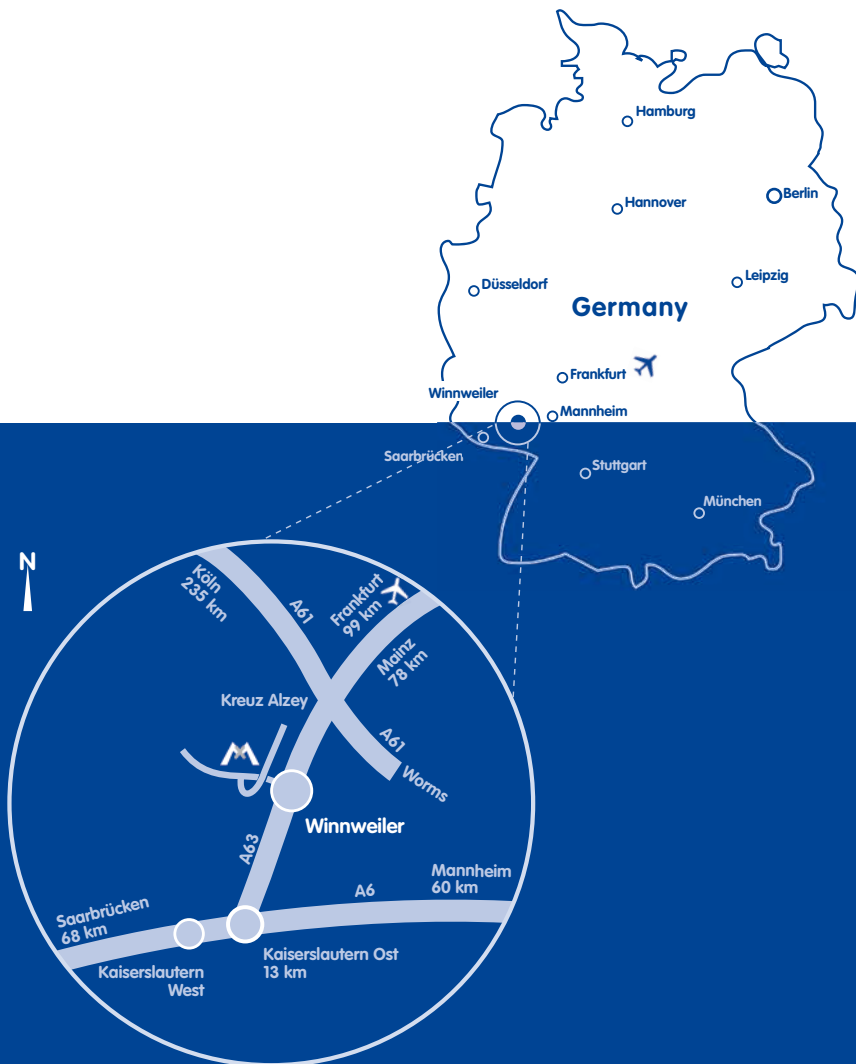 Hamburg
Berlin
Hannover
Leipzig
Düsseldorf
Germany
Frankfurt
Winnweiler
Mannheim
Saarbrücken
Stuttgart
München
N
Köln
235 km
A61
Frankfurt
99 km
Mainz
78 km
Kreuz Alzey
A61
Worms
Winnweiler
A63
Mannheim
60 km
A6
Saarbrücken
68 km
Kaiserslautern Ost
13 km
Kaiserslautern
West